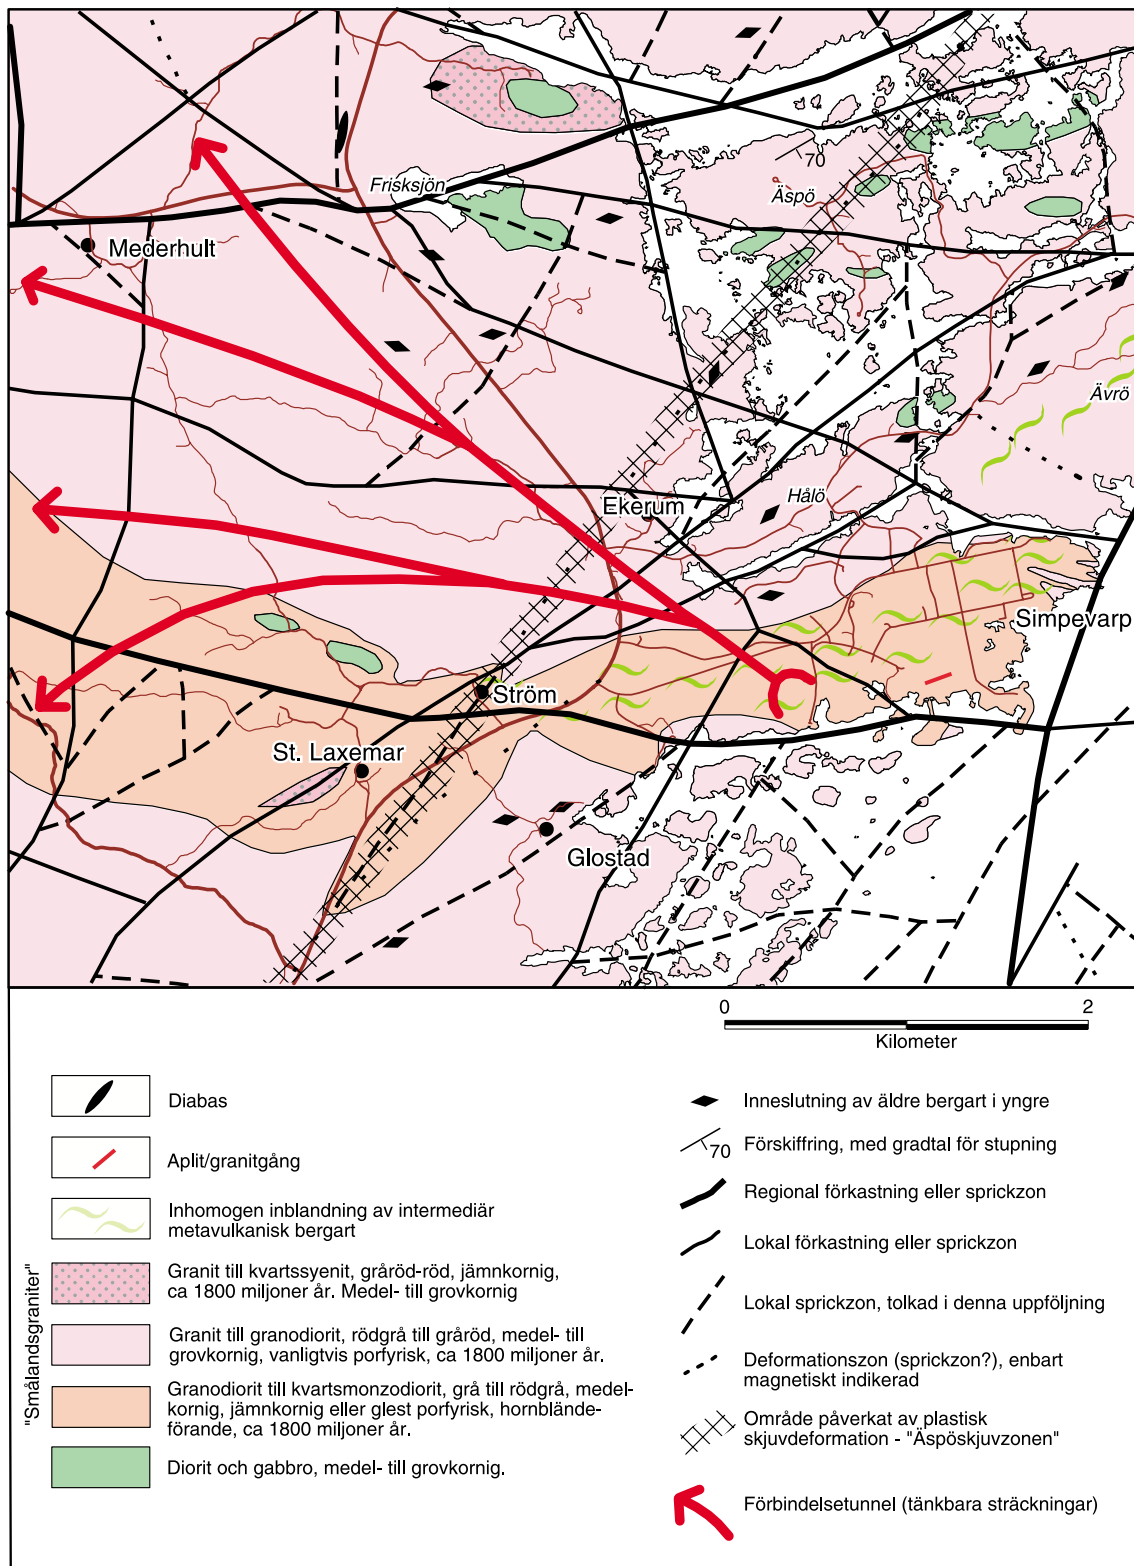 Frisksjön
70
Äspö
Mederhult
Ävrö
Ekerum
Hålö
Simpevarp
Ström
St. Laxemar
Glostad
0
2
Kilometer
Diabas
Aplit/granitgång
Inhomogen inblandning av intermediär
metavulkanisk bergart
"Smålandsgraniter"
Granit till kvartssyenit, gråröd-röd, jämnkornig,
ca 1800 miljoner år. Medel- till grovkornig
Granit till granodiorit, rödgrå till gråröd, medel- till
grovkornig, vanligtvis porfyrisk, ca 1800 miljoner år.
Granodiorit till kvartsmonzodiorit, grå till rödgrå, medel-
kornig, jämnkornig eller glest porfyrisk, hornblände-
förande, ca 1800 miljoner år.
Diorit och gabbro, medel- till grovkornig.
Inneslutning av äldre bergart i yngre
70
Förskiffring, med gradtal för stupning
Regional förkastning eller sprickzon
Lokal förkastning eller sprickzon
Lokal sprickzon, tolkad i denna uppföljning
Deformationszon (sprickzon?), enbart
magnetiskt indikerad
Område påverkat av plastisk
skjuvdeformation - "Äspöskjuvzonen"
Förbindelsetunnel (tänkbara sträckningar)